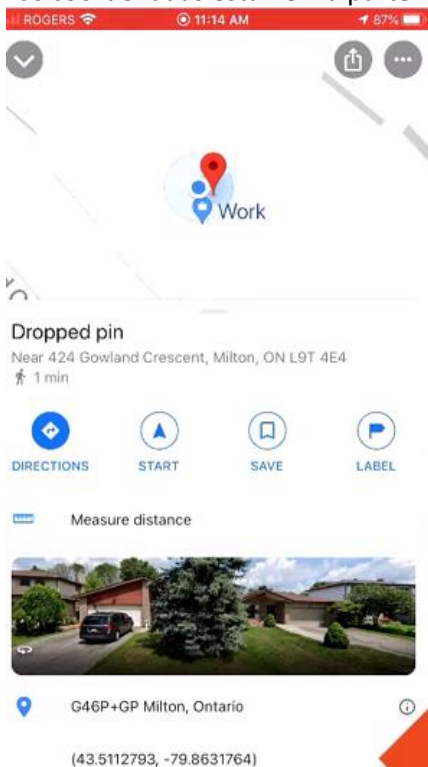 ROGERS 11:14 AM 87%
Work
Dropped pin
Near 424 Gowland Crescent, Milton, ON L9T 4E4
1 min
DIRECTIONS START SAVE LABEL
Measure distance
G46P+GP Milton, Ontario
(43.5112793, -79.8631764)